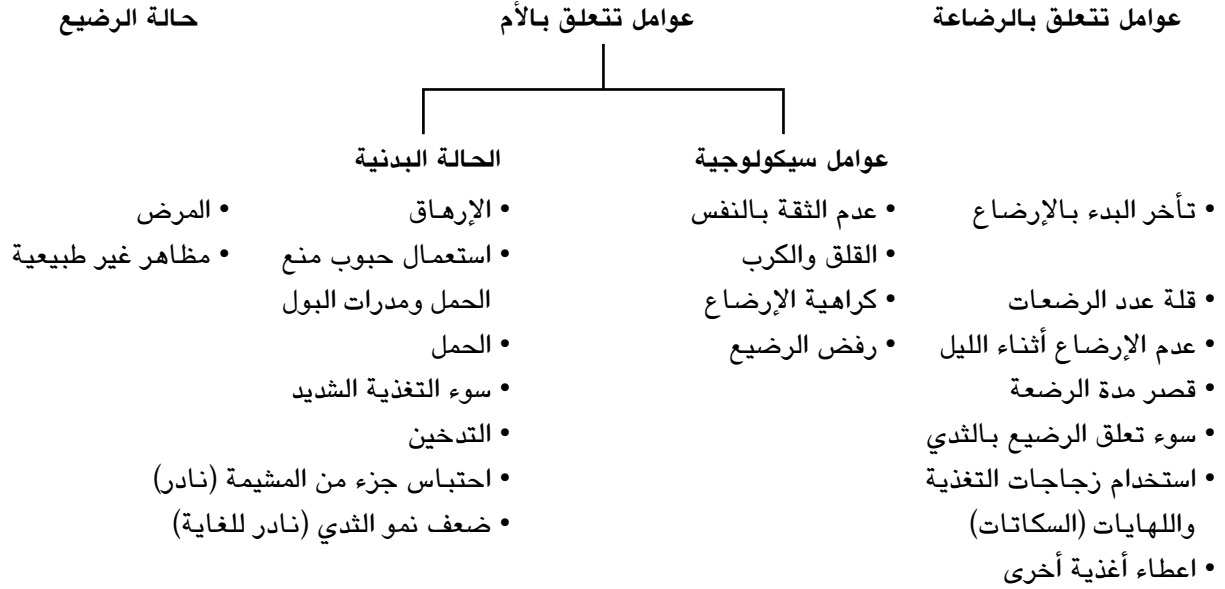 عوامل تتعلق بالرضاعة
عوامل تتعلق بالأم
حالة الرضيع
عوامل سيكولوجية
الحالة البدنية
• تأخر البدء بالإرضاع
• قلة عدد الرضعات
• عدم الإرضاع أثناء الليل
• قصر مدة الرضعة
• سوء تعلق الرضيع بالثدي
• استخدام زجاجات التغذية
واللهايات (السكاتات)
• اعطاء أغذية أخرى
• عدم الثقة بالنفس
• القلق والكرب
• كراهية الإرضاع
• رفض الرضيع
• الإرهاق
• استعمال حبوب منع
الحمل ومدرات البول
• الحمل
• سوء التغذية الشديد
• التدخين
• احتباس جزء من المشيمة (نادر)
• ضعف نمو الثدي (نادر للغاية)
• المرض
• مظاهر غير طبيعية